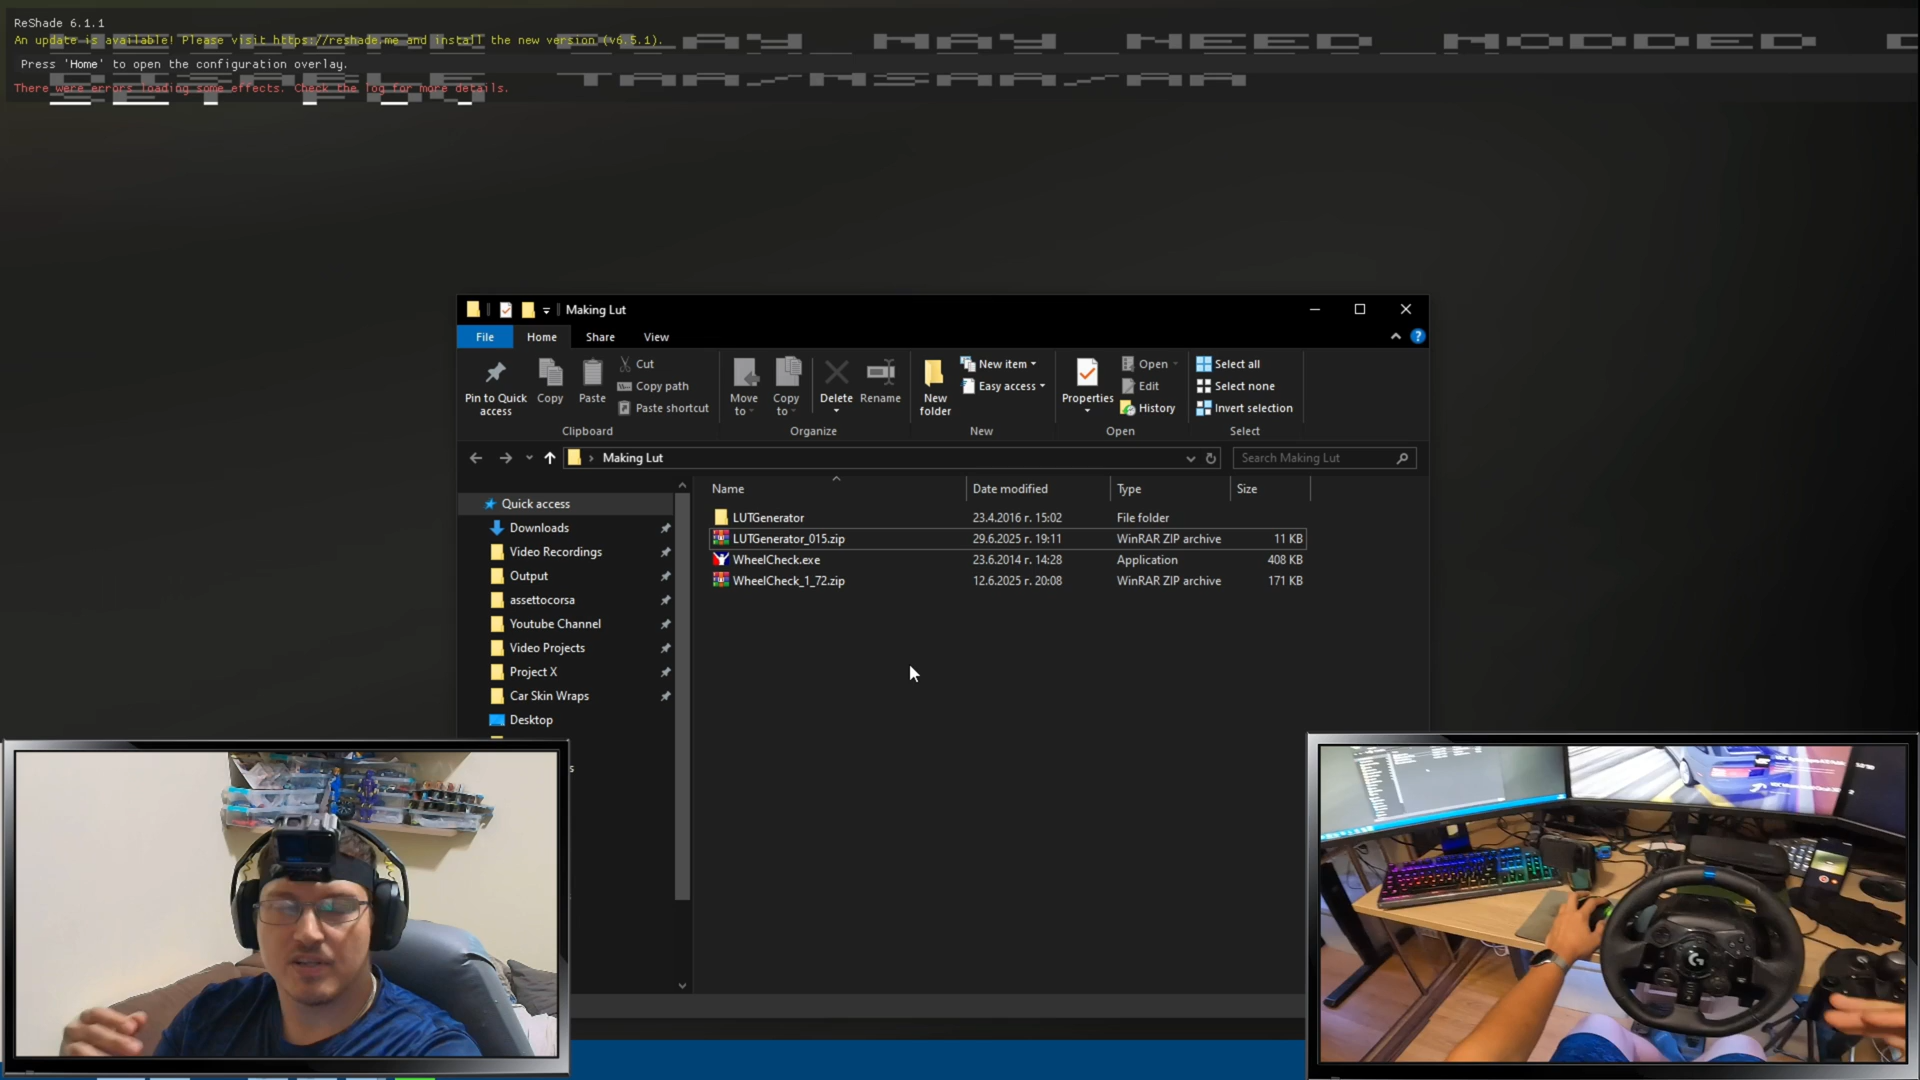 ReShade 6.1.1
An update is available! Please visit https://reshade.me and install the new version (v6.5.1).
Press 'Home' to open the configuration overlay.
There were errors loading some effects. Check the log for more details.
MAY NEED MODDED
Making Lut
File
Home
Share
View
Pin to Quick access
Copy
Paste
Cut
Copy path
Paste shortcut
Clipboard
Move to
Copy to
Delete
Rename
Organize
New folder
New item
Easy access
New
Properties
Open
Edit
History
Open
Select all
Select none
Invert selection
Select
Making Lut
Search Making Lut
Name Date modified Type Size
LUTGenerator 23.4.2016 г. 15:02 File folder
LUTGenerator_015.zip 29.6.2025 г. 19:11 WinRAR ZIP archive 11 KB
WheelCheck.exe 23.6.2014 г. 14:28 Application 408 KB
WheelCheck_1_72.zip 12.6.2025 г. 20:08 WinRAR ZIP archive 171 KB
Quick access
Downloads
Video Recordings
Output
assettocorsa
Youtube Channel
Video Projects
Project X
Car Skin Wraps
Desktop